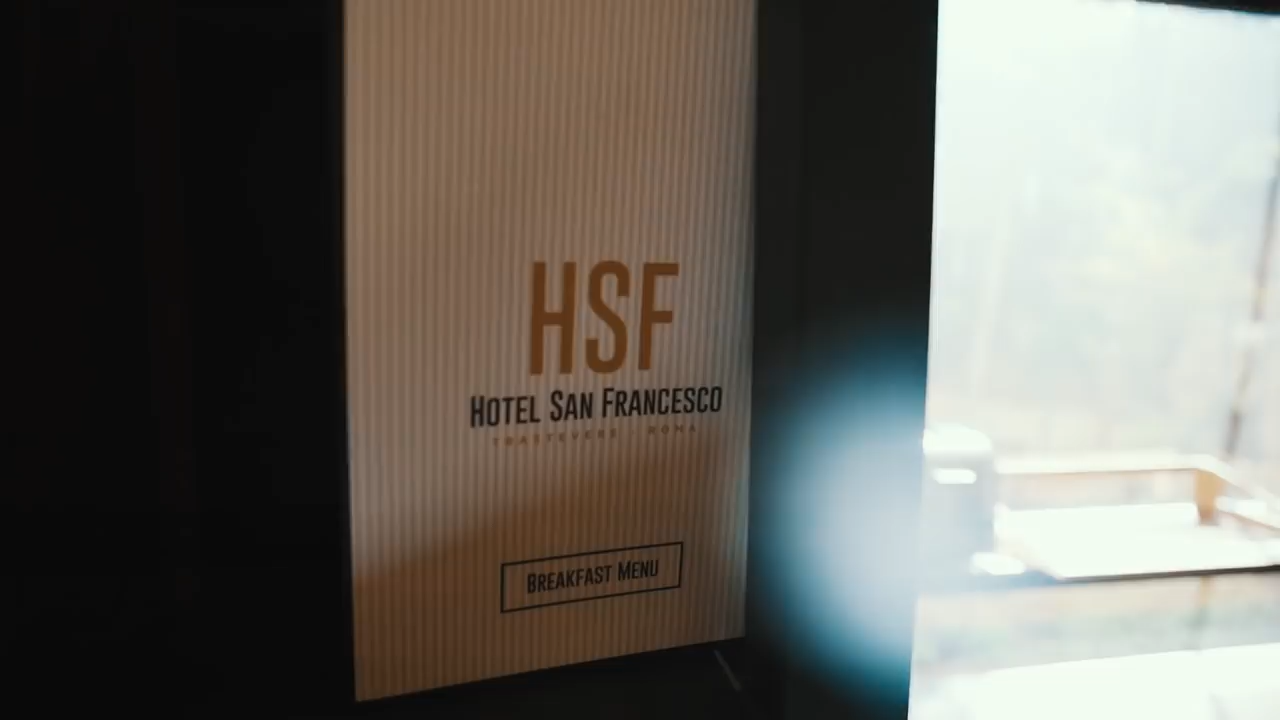 HSF
HOTEL SAN FRANCESCO
TRASTEVERE · ROMA
BREAKFAST MENU